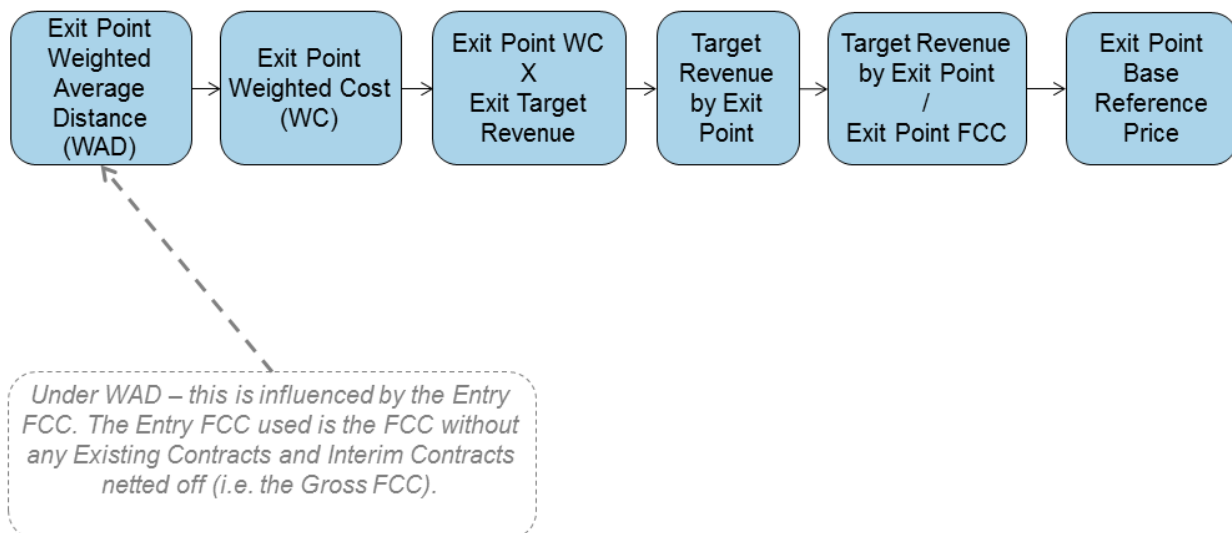 Exit Point
Weighted
Average
Distance
(WAD)
Exit Point
Weighted Cost
(WC)
Exit Point WC
X
Exit Target
Revenue
Target
Revenue
by Exit
Point
Target Revenue
by Exit Point
/
Exit Point FCC
Exit Point
Base
Reference
Price
Under WAD – this is influenced by the Entry
FCC. The Entry FCC used is the FCC without
any Existing Contracts and Interim Contracts
netted off (i.e. the Gross FCC).